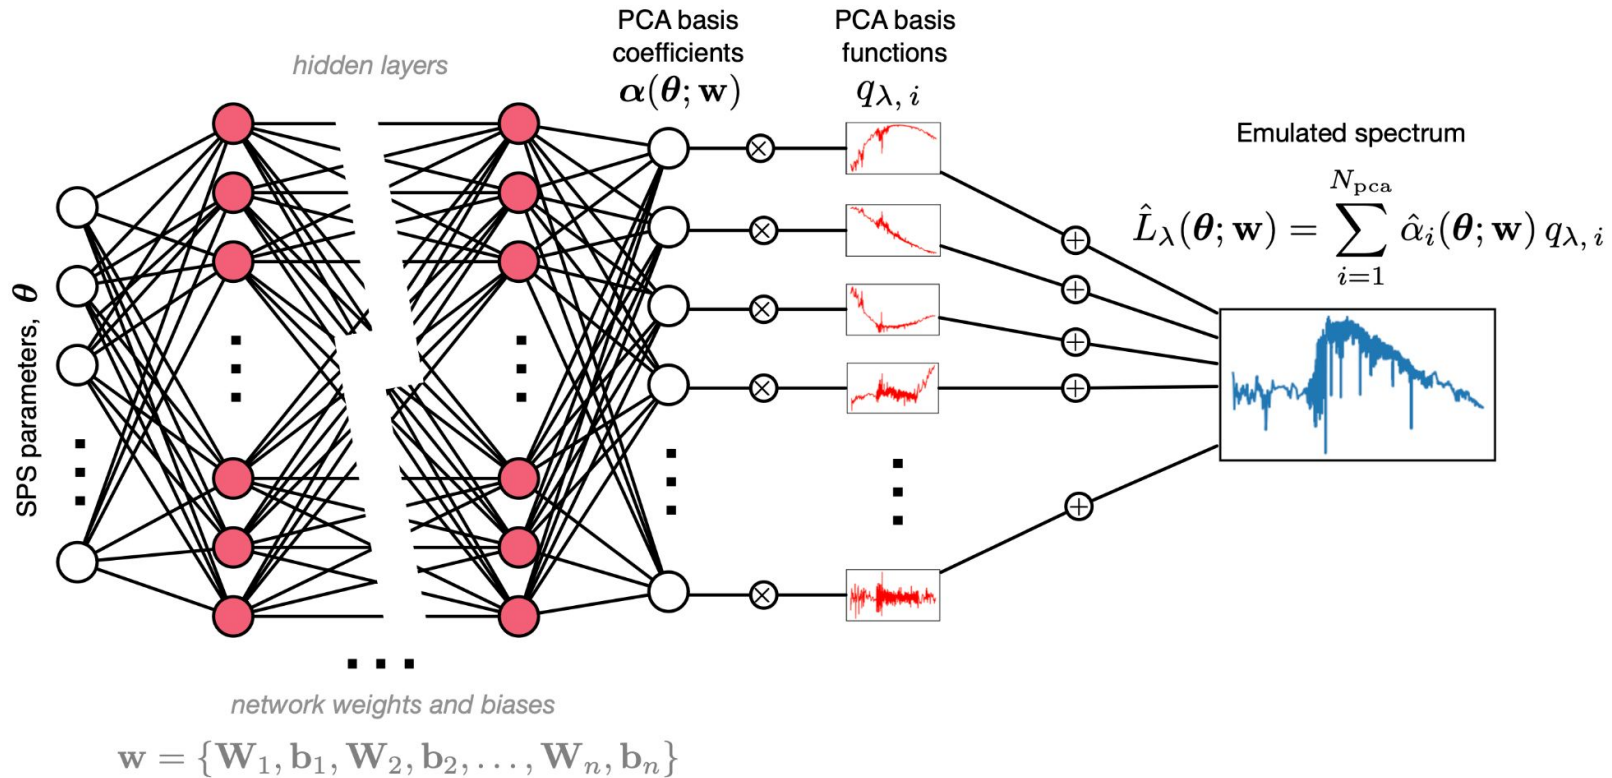 hidden layers
PCA basis
coefficients
α(θ; w)
PCA basis
functions
q_{λ, i}
Emulated spectrum
L̂_λ(θ; w) = ∑_{i=1}^{N_pca} α̂_i(θ; w) q_{λ, i}
SPS parameters, θ
network weights and biases
w = {W_1, b_1, W_2, b_2, . . . , W_n, b_n}